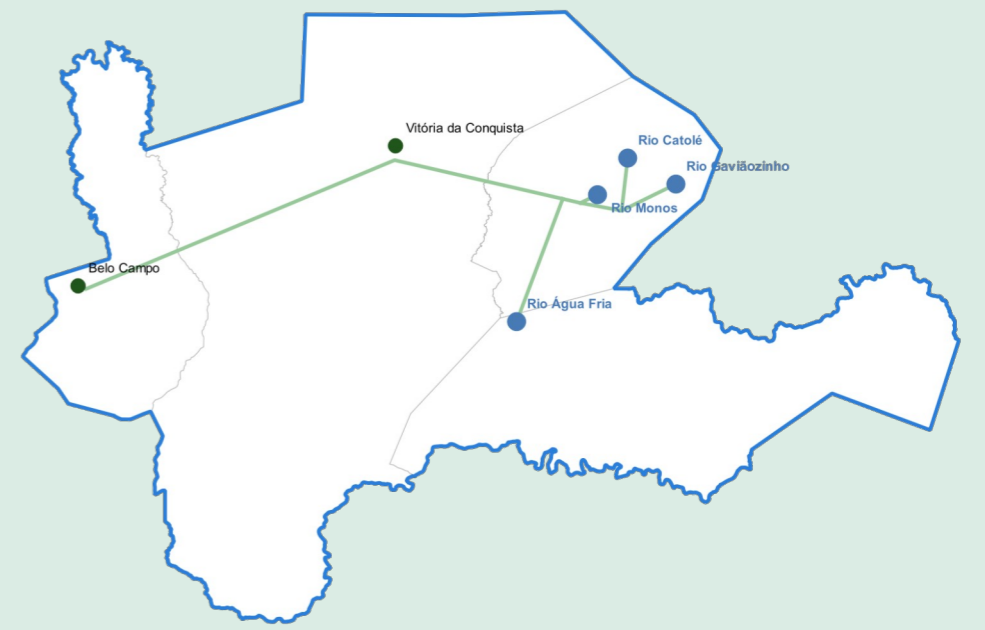 Vitória da Conquista
Rio Catolé
Rio Gaviãozinho
Rio Monos
Belo Campo
Rio Água Fria